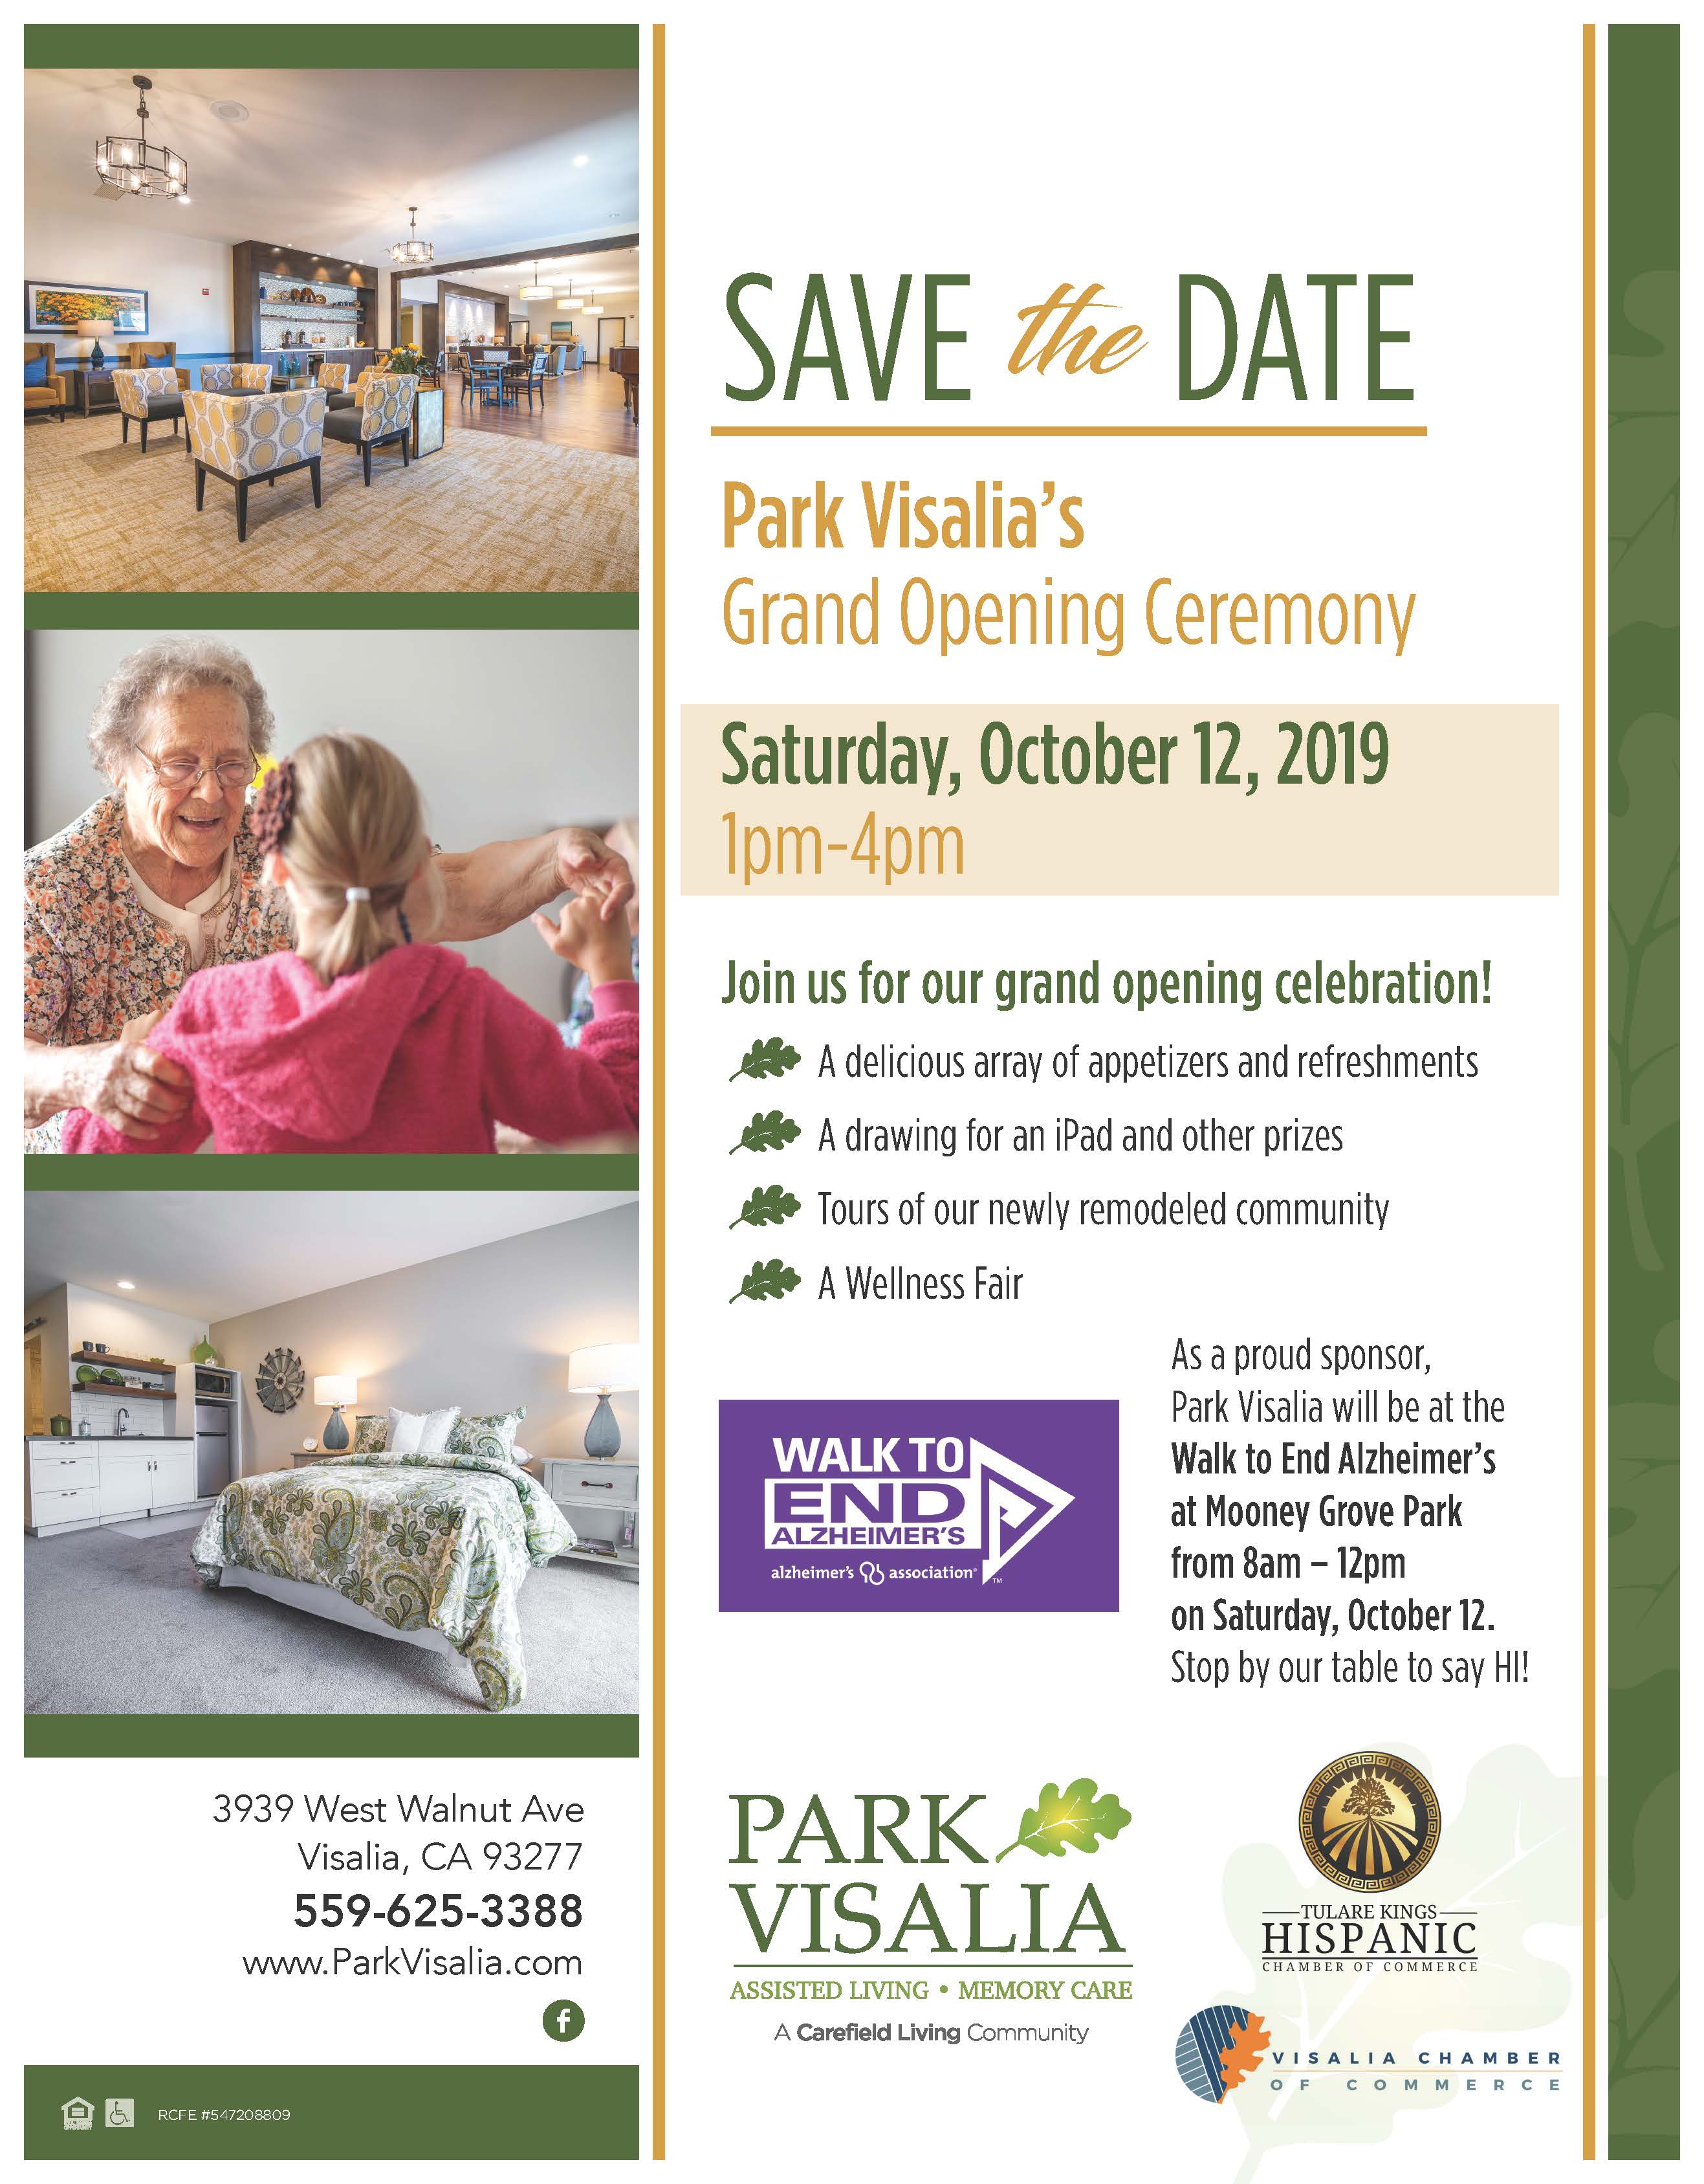 SAVE the DATE
Park Visalia's
Grand Opening Ceremony
Saturday, October 12, 2019
1pm-4pm
Join us for our grand opening celebration!
A delicious array of appetizers and refreshments
A drawing for an iPad and other prizes
Tours of our newly remodeled community
A Wellness Fair
WALK TO
END
ALZHEIMER'S
alzheimer's association®
TM
As a proud sponsor,
Park Visalia will be at the
Walk to End Alzheimer's
at Mooney Grove Park
from 8am – 12pm
on Saturday, October 12.
Stop by our table to say HI!
3939 West Walnut Ave
Visalia, CA 93277
559-625-3388
www.ParkVisalia.com
f
RCFE #547208809
PARK
VISALIA
ASSISTED LIVING • MEMORY CARE
A Carefield Living Community
TULARE KINGS
HISPANIC
CHAMBER OF COMMERCE
VISALIA CHAMBER
OF COMMERCE